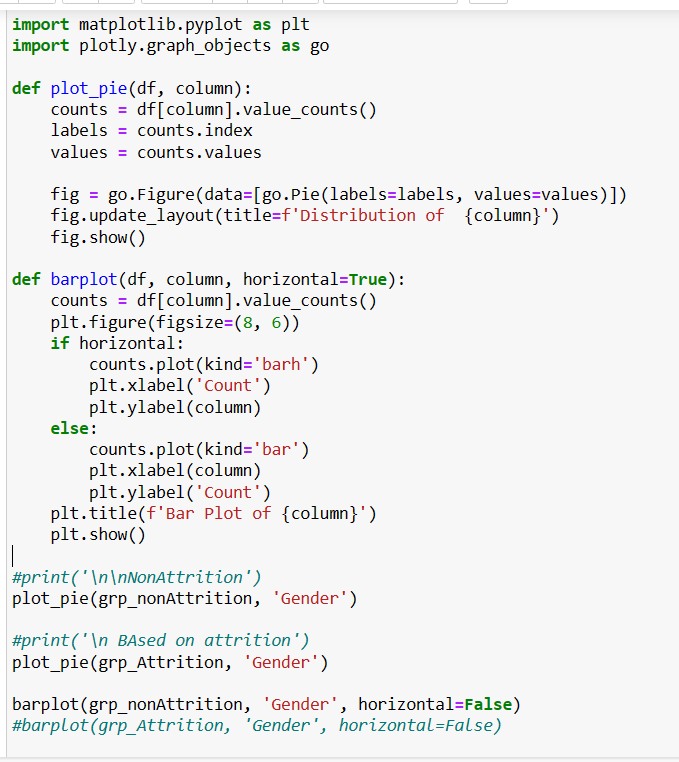 import matplotlib.pyplot as plt
import plotly.graph_objects as go

def plot_pie(df, column):
    counts = df[column].value_counts()
    labels = counts.index
    values = counts.values

    fig = go.Figure(data=[go.Pie(labels=labels, values=values)])
    fig.update_layout(title=f'Distribution of  {column}')
    fig.show()

def barplot(df, column, horizontal=True):
    counts = df[column].value_counts()
    plt.figure(figsize=(8, 6))
    if horizontal:
        counts.plot(kind='barh')
        plt.xlabel('Count')
        plt.ylabel(column)
    else:
        counts.plot(kind='bar')
        plt.xlabel(column)
        plt.ylabel('Count')
    plt.title(f'Bar Plot of {column}')
    plt.show()

#print('\n\nNonAttrition')
plot_pie(grp_nonAttrition, 'Gender')

#print('\n BAsed on attrition')
plot_pie(grp_Attrition, 'Gender')

barplot(grp_nonAttrition, 'Gender', horizontal=False)
#barplot(grp_Attrition, 'Gender', horizontal=False)